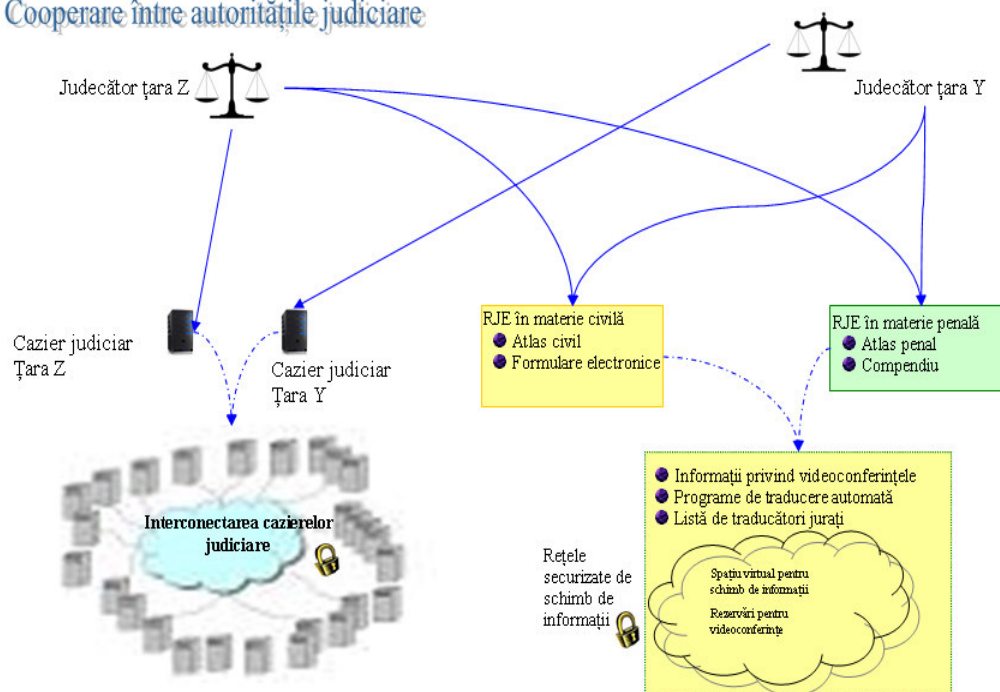 Cooperare între autoritățile judiciare
Judecător țara Z
Judecător țara Y
Cazier judiciar
Țara Z
Cazier judiciar
Țara Y
RJE în materie civilă
Atlas civil
Formulare electronice
RJE în materie penală
Atlas penal
Compendiu
Interconectarea cazierelor
judiciare
Informații privind videoconferințele
Programe de traducere automată
Listă de traducători jurați
Rețele
securizate de
schimb de
informații
Spațiu virtual pentru
schimb de informații
Rezervări pentru
videoconferințe